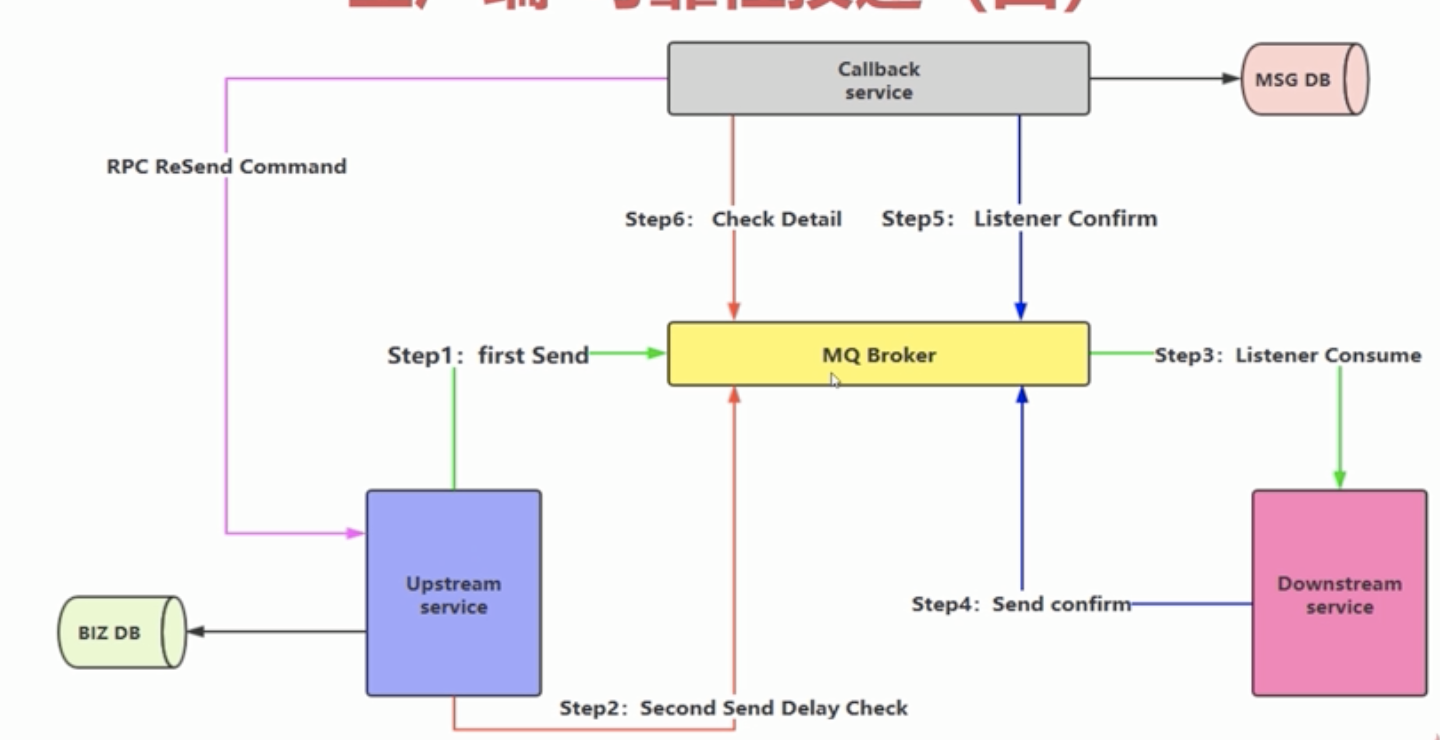 Callback
service
MSG DB
RPC ReSend Command
Step6： Check Detail
Step5： Listener Confirm
Step1：first Send
MQ Broker
Step3：Listener Consume
Upstream
service
Downstream
service
Step4：Send confirm
BIZ DB
Step2：Second Send Delay Check